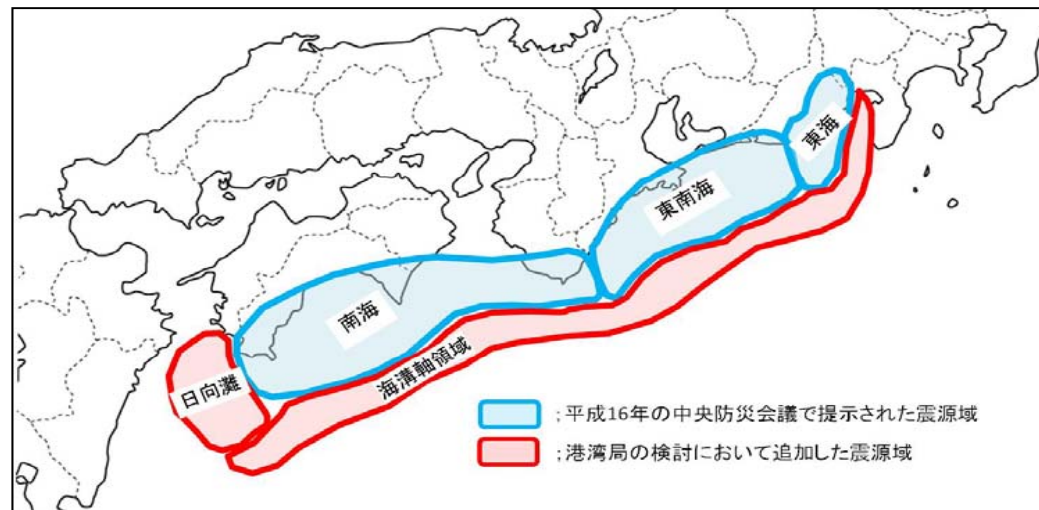 東海
東南海
南海
海溝軸領域
日向灘
;平成16年の中央防災会議で提示された震源域
;港湾局の検討において追加した震源域